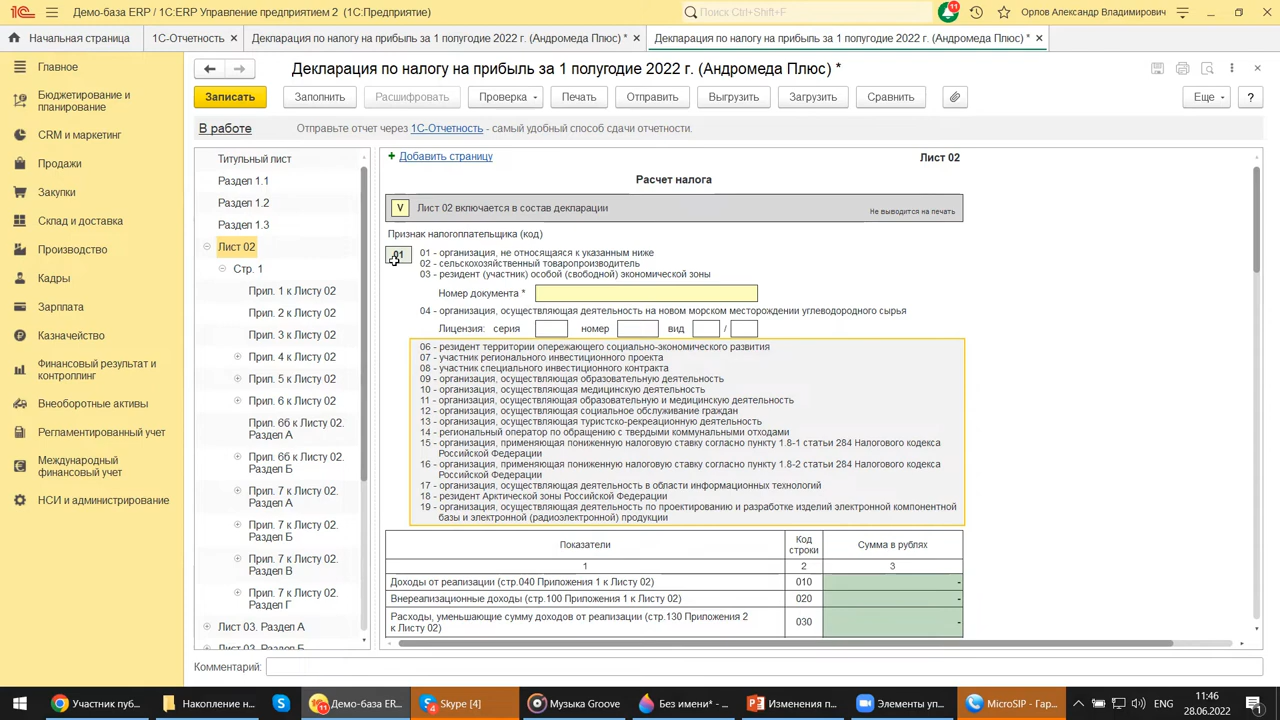 Демо-база ERP / 1С:ERP Управление предприятием 2 (1С:Предприятие)
Поиск Ctrl+Shift+F
11
Орлов Александр Владимирович
Начальная страница
1С-Отчетность
Декларация по налогу на прибыль за 1 полугодие 2022 г. (Андромеда Плюс) *
Декларация по налогу на прибыль за 1 полугодие 2022 г. (Андромеда Плюс) *
Главное
Бюджетирование и
планирование
CRM и маркетинг
Продажи
Закупки
Склад и доставка
Производство
Кадры
Зарплата
Казначейство
Финансовый результат и
контроллинг
Внеоборотные активы
Регламентированный учет
Международный
финансовый учет
НСИ и администрирование
Декларация по налогу на прибыль за 1 полугодие 2022 г. (Андромеда Плюс) *
Записать
Заполнить
Расшифровать
Проверка
Печать
Отправить
Выгрузить
Загрузить
Сравнить
Еще
?
В работе
Отправьте отчет через 1С-Отчетность - самый удобный способ сдачи отчетности.
Титульный лист
Раздел 1.1
Раздел 1.2
Раздел 1.3
Лист 02
Стр. 1
Прил. 1 к Листу 02
Прил. 2 к Листу 02
Прил. 3 к Листу 02
Прил. 4 к Листу 02
Прил. 5 к Листу 02
Прил. 6 к Листу 02
Прил. 6б к Листу 02.
Раздел А
Прил. 6б к Листу 02.
Раздел Б
Прил. 7 к Листу 02.
Раздел А
Прил. 7 к Листу 02.
Раздел Б
Прил. 7 к Листу 02.
Раздел В
Прил. 7 к Листу 02.
Раздел Г
Лист 03. Раздел А
Лист 03. Раздел Б
Добавить страницу
Лист 02
Расчет налога
V
Лист 02 включается в состав декларации
Не выводится на печать
Признак налогоплательщика (код)
01
01 - организация, не относящаяся к указанным ниже
02 - сельскохозяйственный товаропроизводитель
03 - резидент (участник) особой (свободной) экономической зоны
Номер документа *
04 - организация, осуществляющая деятельность на новом морском месторождении углеводородного сырья
Лицензия: серия номер вид /
06 - резидент территории опережающего социально-экономического развития
07 - участник регионального инвестиционного проекта
08 - участник специального инвестиционного контракта
09 - организация, осуществляющая образовательную деятельность
10 - организация, осуществляющая медицинскую деятельность
11 - организация, осуществляющая образовательную и медицинскую деятельность
12 - организация, осуществляющая социальное обслуживание граждан
13 - организация, осуществляющая туристско-рекреационную деятельность
14 - региональный оператор по обращению с твердыми коммунальными отходами
15 - организация, применяющая пониженную налоговую ставку согласно пункту 1.8-1 статьи 284 Налогового кодекса
Российской Федерации
16 - организация, применяющая пониженную налоговую ставку согласно пункту 1.8-2 статьи 284 Налогового кодекса
Российской Федерации
17 - организация, осуществляющая деятельность в области информационных технологий
18 - резидент Арктической зоны Российской Федерации
19 - организация, осуществляющая деятельность по проектированию и разработке изделий электронной компонентной
базы и электронной (радиоэлектронной) продукции
Показатели
Код
строки
Сумма в рублях
1 2 3
Доходы от реализации (стр.040 Приложения 1 к Листу 02) 010 -
Внереализационные доходы (стр.100 Приложения 1 к Листу 02) 020 -
Расходы, уменьшающие сумму доходов от реализации (стр.130 Приложения 2
к Листу 02)
030 -
Комментарий:
Участник пуб...
Накопление н...
Демо-база ER...
Skype [4]
Музыка Groove
Без имени* - ...
Изменения п...
Элементы уп...
MicroSIP - Гар...
ENG
11:46
28.06.2022